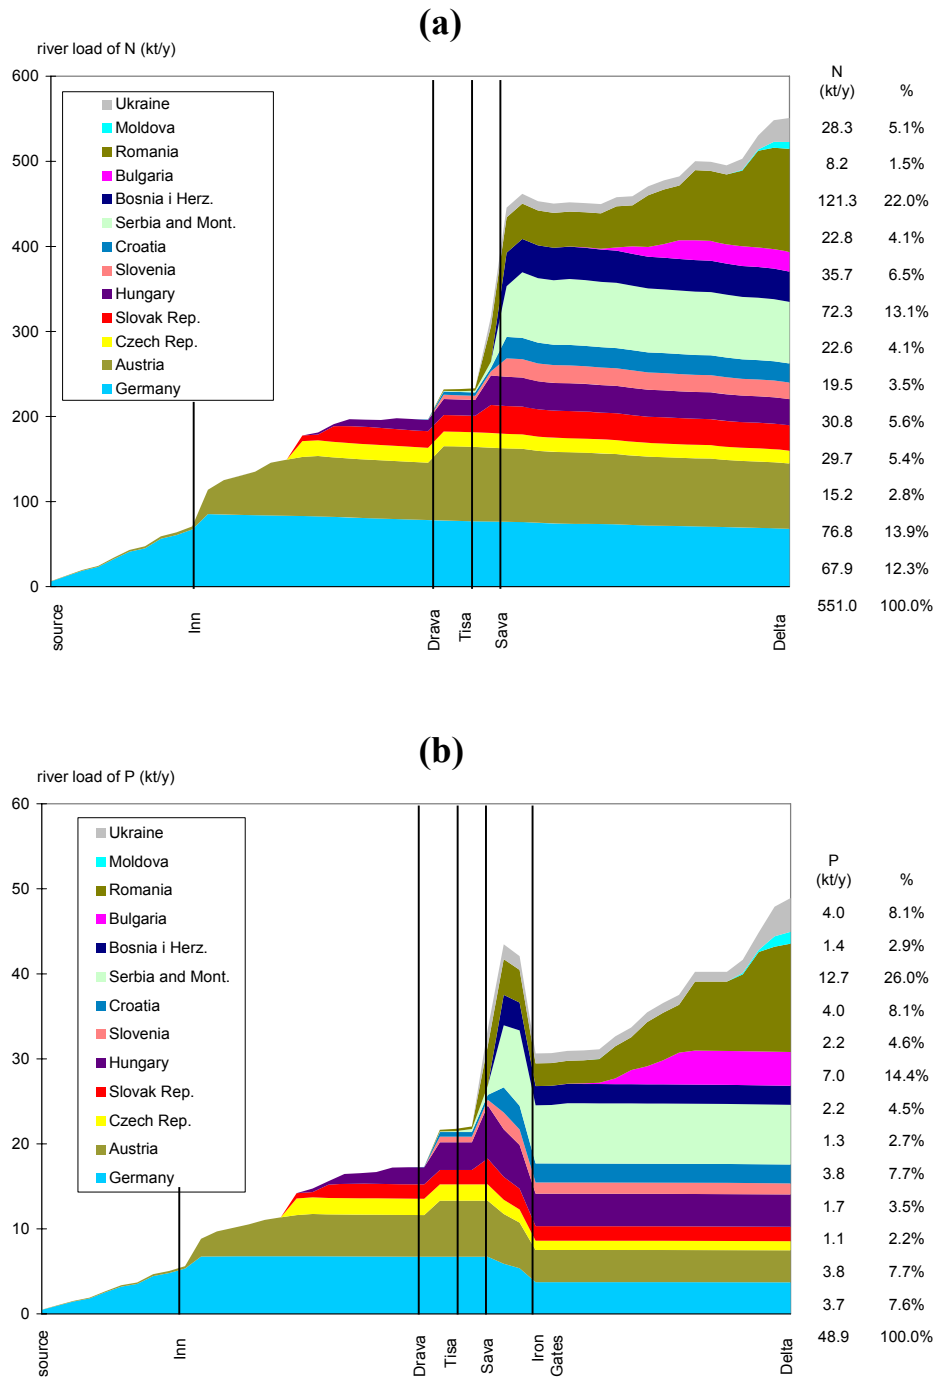 (a)
river load of N (kt/y)
600
500
400
300
200
100
0
Ukraine
Moldova
Romania
Bulgaria
Bosnia i Herz.
Serbia and Mont.
Croatia
Slovenia
Hungary
Slovak Rep.
Czech Rep.
Austria
Germany
source
Inn
Drava
Tisa
Sava
Delta
N
(kt/y) %
28.3 5.1%
8.2 1.5%
121.3 22.0%
22.8 4.1%
35.7 6.5%
72.3 13.1%
22.6 4.1%
19.5 3.5%
30.8 5.6%
29.7 5.4%
15.2 2.8%
76.8 13.9%
67.9 12.3%
551.0 100.0%
(b)
river load of P (kt/y)
60
50
40
30
20
10
0
Ukraine
Moldova
Romania
Bulgaria
Bosnia i Herz.
Serbia and Mont.
Croatia
Slovenia
Hungary
Slovak Rep.
Czech Rep.
Austria
Germany
source
Inn
Drava
Tisa
Sava
Iron
Gates
Delta
P
(kt/y) %
4.0 8.1%
1.4 2.9%
12.7 26.0%
4.0 8.1%
2.2 4.6%
7.0 14.4%
2.2 4.5%
1.3 2.7%
3.8 7.7%
1.7 3.5%
1.1 2.2%
3.8 7.7%
3.7 7.6%
48.9 100.0%